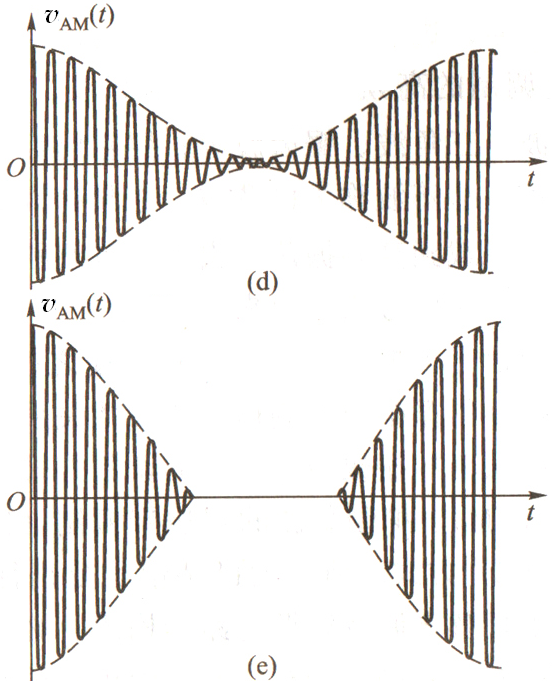 v_AM(t)
O
t
(d)
v_AM(t)
O
t
(e)